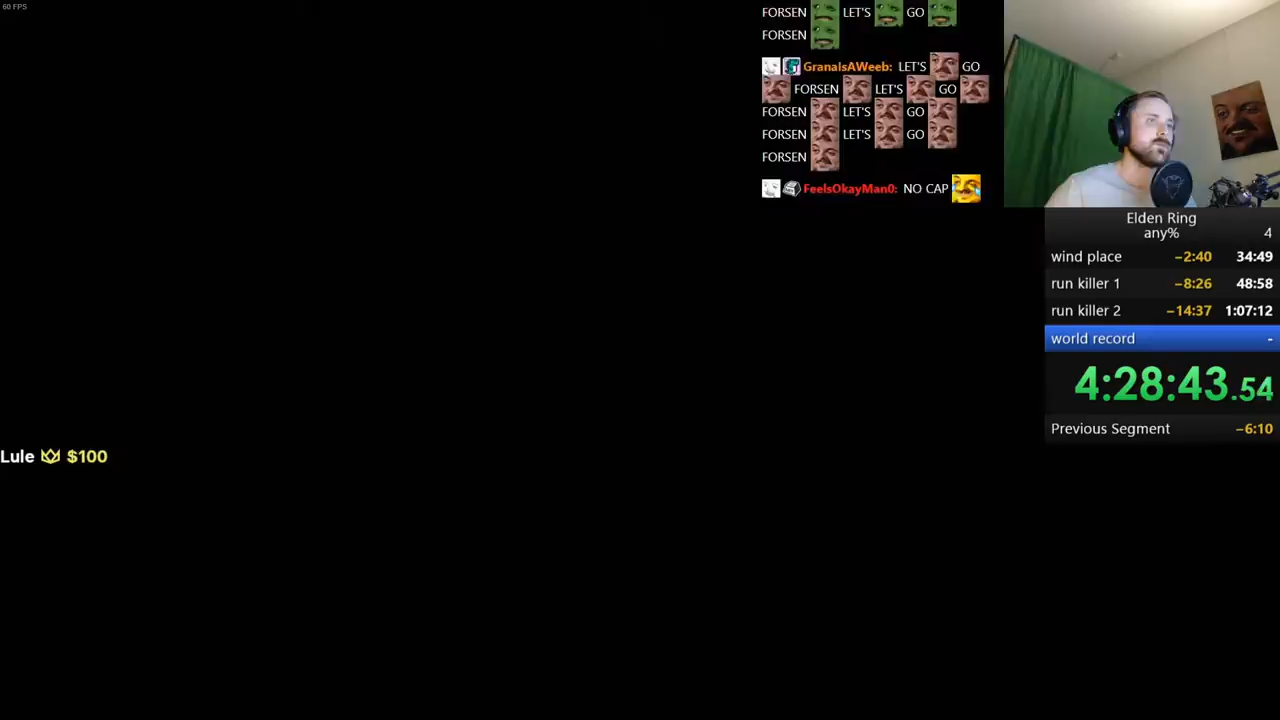 60 FPS
FORSEN LET'S GO
FORSEN
GranaIsAWeeb: LET'S GO
FORSEN LET'S GO
FORSEN LET'S GO
FORSEN LET'S GO
FORSEN
FeelsOkayMan0: NO CAP
Elden Ring
any% 4
wind place −2:40 34:49
run killer 1 −8:26 48:58
run killer 2 −14:37 1:07:12
world record -
4:28:43.54
Previous Segment −6:10
Lule $100